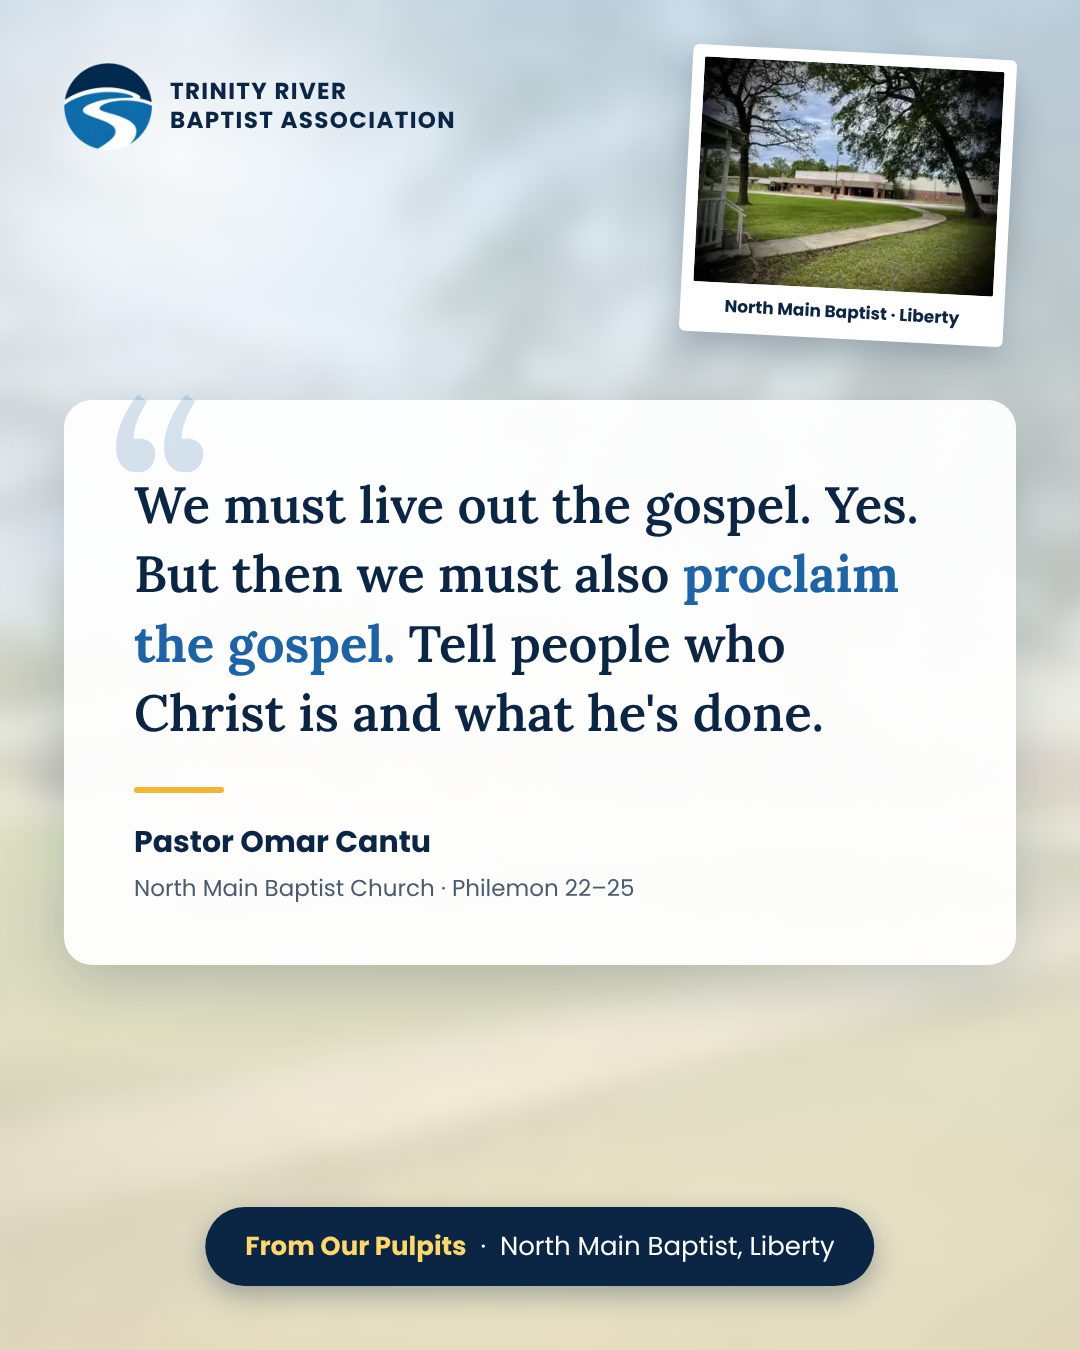 TRINITY RIVER
BAPTIST ASSOCIATION
North Main Baptist · Liberty
“
We must live out the gospel. Yes.
But then we must also proclaim
the gospel. Tell people who
Christ is and what he's done.
Pastor Omar Cantu
North Main Baptist Church · Philemon 22–25
From Our Pulpits · North Main Baptist, Liberty